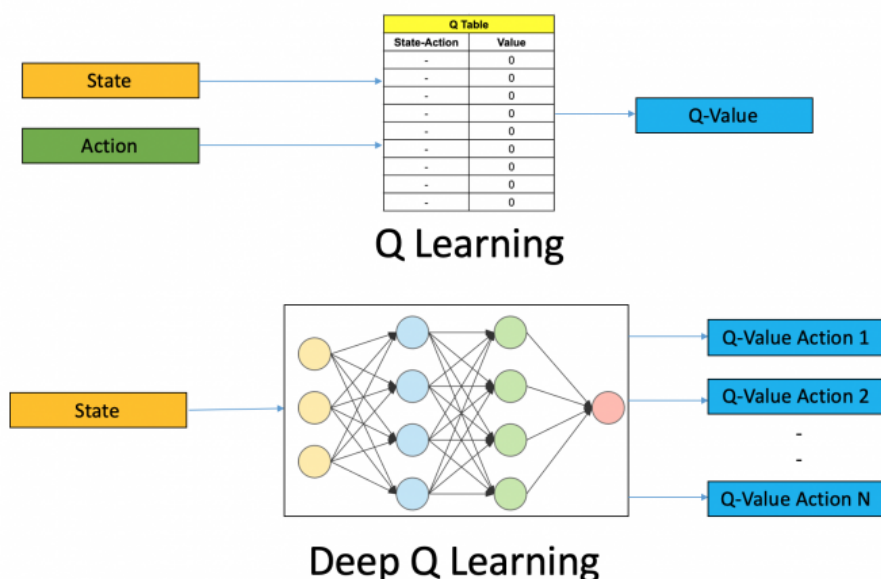 Q Table
State-Action Value
- 0
- 0
- 0
- 0
- 0
- 0
- 0
- 0
- 0
State
Action
Q-Value
Q Learning
State
Q-Value Action 1
Q-Value Action 2
-
-
Q-Value Action N
Deep Q Learning